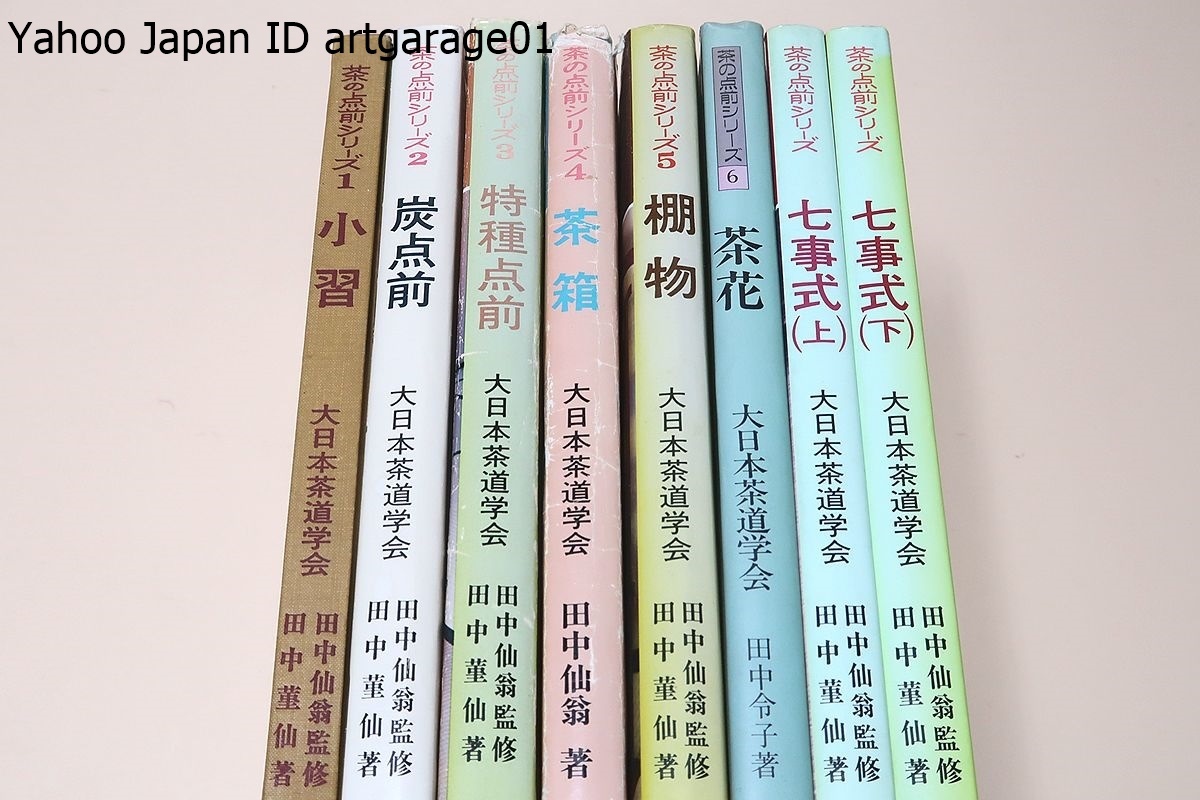 Yahoo Japan ID artgarage01
茶の点前シリーズ1
小習
大日本茶道学会
田中仙翁監修
田中菫仙著
茶の点前シリーズ2
炭点前
大日本茶道学会
田中仙翁監修
田中菫仙著
茶の点前シリーズ3
特種点前
大日本茶道学会
田中仙翁監修
田中菫仙著
茶の点前シリーズ4
茶箱
大日本茶道学会
田中仙翁 著
茶の点前シリーズ5
棚物
大日本茶道学会
田中仙翁監修
田中菫仙著
茶の点前シリーズ
6
茶花
大日本茶道学会
田中令子著
茶の点前シリーズ
七事式(上)
大日本茶道学会
田中仙翁監修
田中菫仙著
茶の点前シリーズ
七事式(下)
大日本茶道学会
田中仙翁監修
田中菫仙著